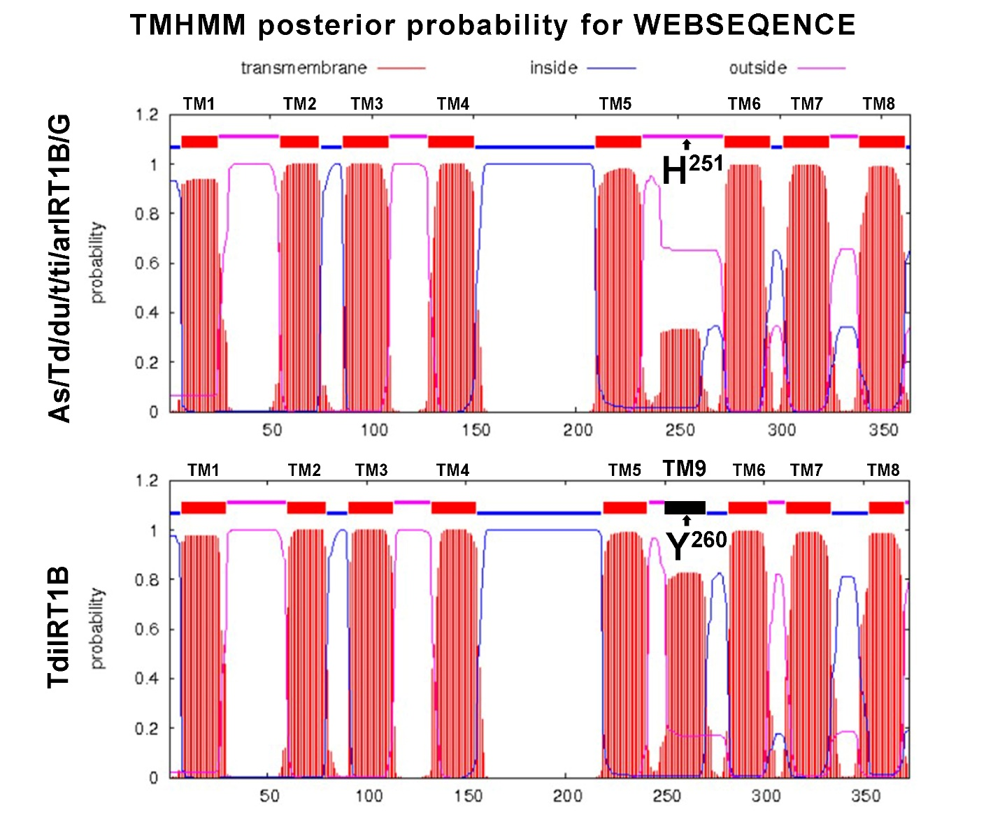 TMHMM posterior probability for WEBSEQENCE
transmembrane inside outside
TM1 TM2 TM3 TM4 TM5 TM6 TM7 TM8
As/Td/du/t/ti/arIRT1B/G
probability
1.2
1
0.8
0.6
0.4
0.2
0
H251
50 100 150 200 250 300 350
TM1 TM2 TM3 TM4 TM5 TM9 TM6 TM7 TM8
TdiIRT1B
probability
1.2
1
0.8
0.6
0.4
0.2
0
Y260
50 100 150 200 250 300 350